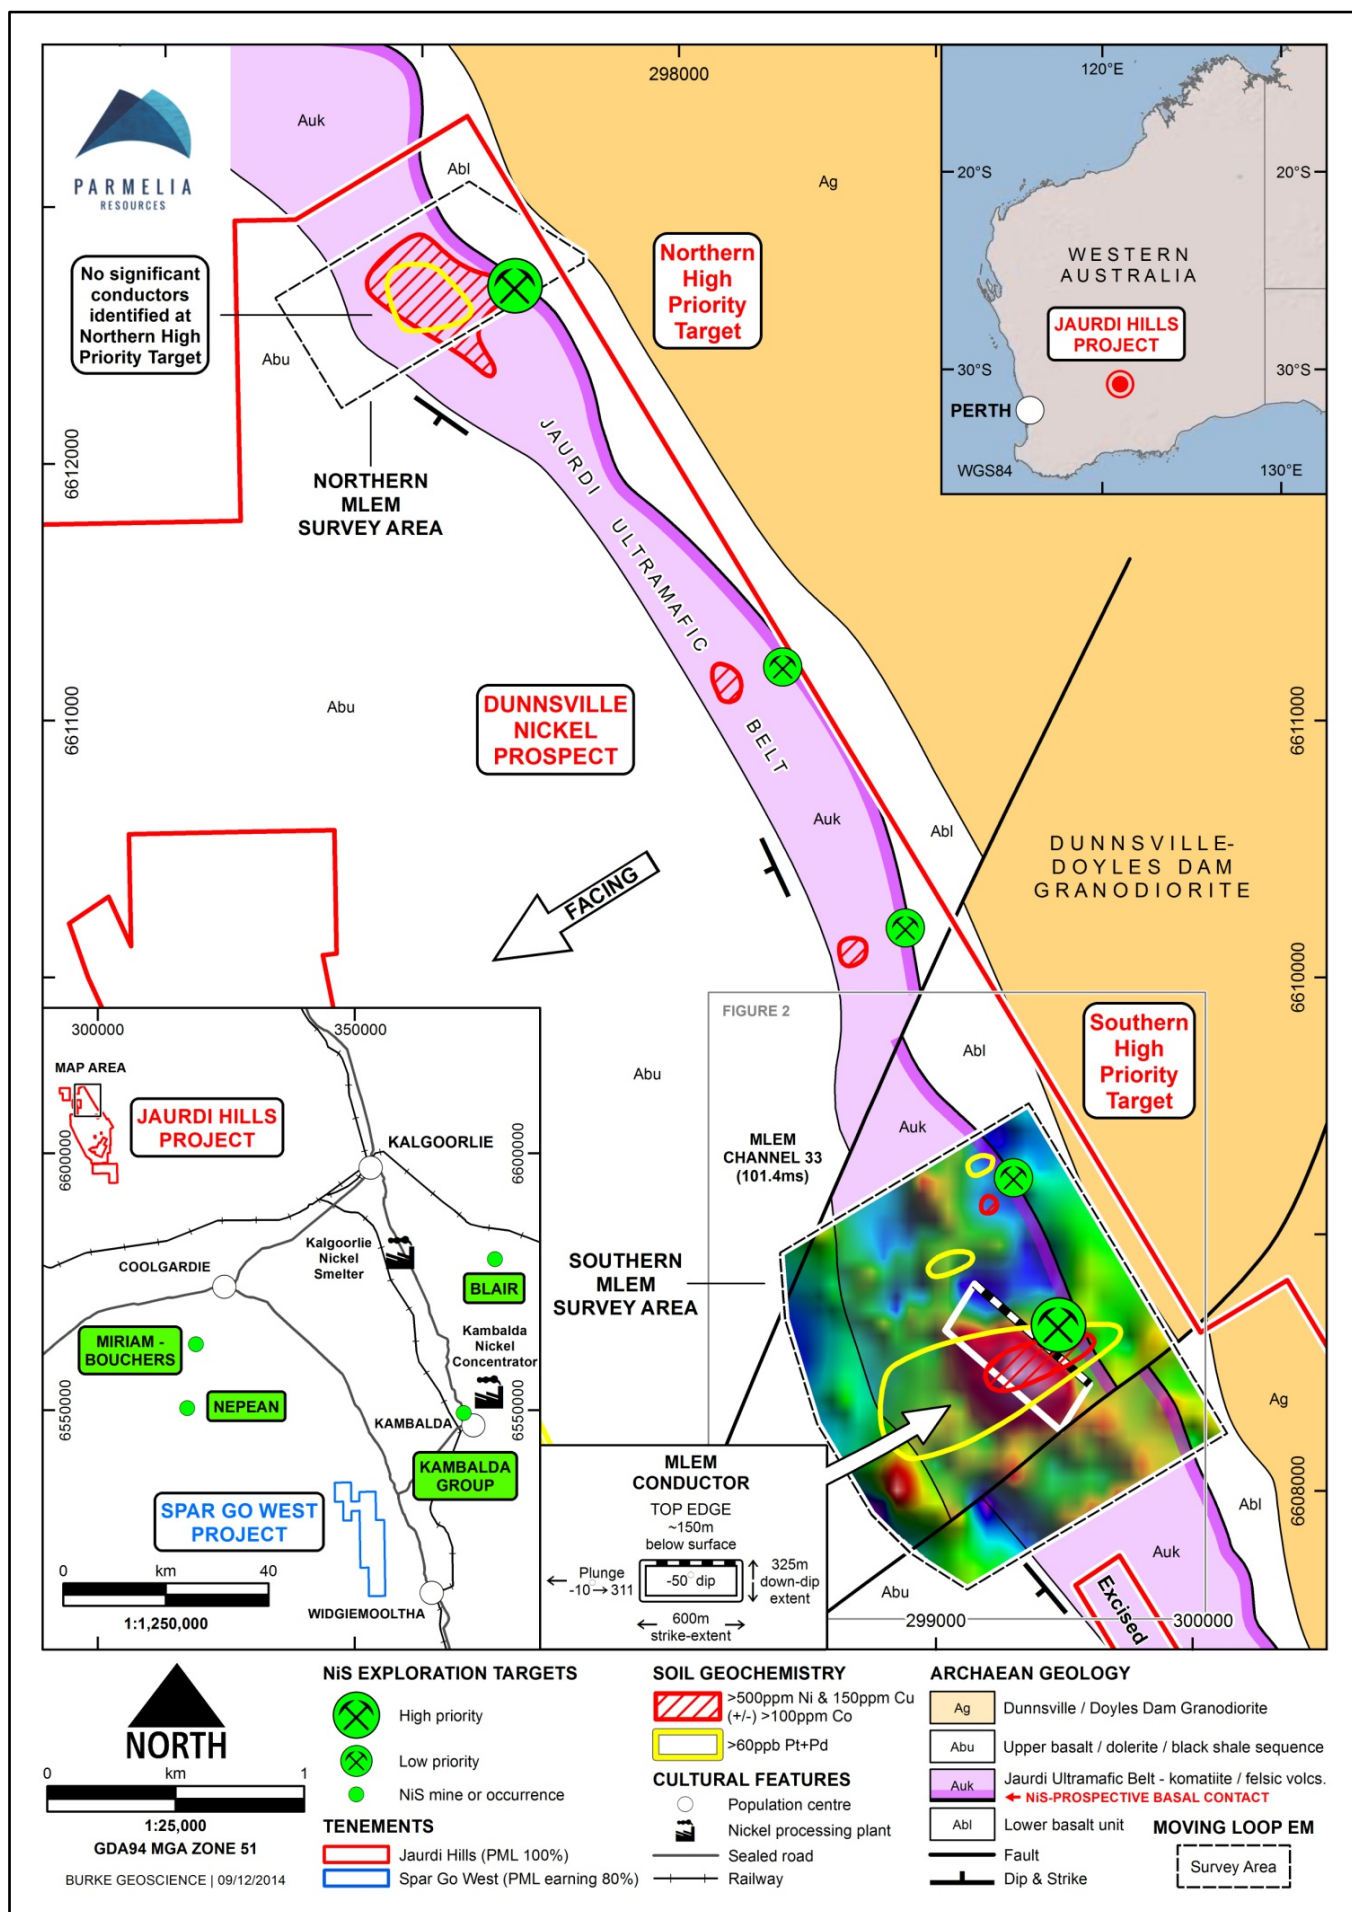 PARMELIA
RESOURCES
298000
Auk
Abl
Ag
No significant
conductors
identified at
Northern High
Priority Target
Northern
High
Priority
Target
120°E
20°S
20°S
WESTERN
AUSTRALIA
JAURDI HILLS
PROJECT
30°S
30°S
PERTH
WGS84
130°E
Abu
6612000
NORTHERN
MLEM
SURVEY AREA
JAURDI ULTRAMAFIC BELT
Abu
DUNNSVILLE
NICKEL
PROSPECT
6611000
6611000
Auk
Abl
DUNNSVILLE-
DOYLES DAM
GRANODIORITE
FACING
6610000
FIGURE 2
Southern
High
Priority
Target
Abl
Abu
Auk
MLEM
CHANNEL 33
(101.4ms)
SOUTHERN
MLEM
SURVEY AREA
Ag
6608000
Abl
Auk
Abu
Excised
299000
300000
300000
350000
MAP AREA
JAURDI HILLS
PROJECT
6600000
6600000
KALGOORLIE
COOLGARDIE
Kalgoorlie
Nickel
Smelter
BLAIR
MIRIAM -
BOUCHERS
Kambalda
Nickel
Concentrator
NEPEAN
6550000
6550000
KAMBALDA
KAMBALDA
GROUP
SPAR GO WEST
PROJECT
0 km 40
1:1,250,000
WIDGIEMOOLTHA
MLEM
CONDUCTOR
TOP EDGE
~150m
below surface
Plunge
-10°→311
-50° dip
325m
down-dip
extent
600m
strike-extent
NORTH
0 km 1
1:25,000
GDA94 MGA ZONE 51
BURKE GEOSCIENCE | 09/12/2014
NiS EXPLORATION TARGETS
High priority
Low priority
NiS mine or occurrence
TENEMENTS
Jaurdi Hills (PML 100%)
Spar Go West (PML earning 80%)
SOIL GEOCHEMISTRY
>500ppm Ni & 150ppm Cu
(+/-) >100ppm Co
>60ppb Pt+Pd
CULTURAL FEATURES
Population centre
Nickel processing plant
Sealed road
Railway
ARCHAEAN GEOLOGY
Ag Dunnsville / Doyles Dam Granodiorite
Abu Upper basalt / dolerite / black shale sequence
Auk Jaurdi Ultramafic Belt - komatiite / felsic volcs.
← NiS-PROSPECTIVE BASAL CONTACT
Abl Lower basalt unit
Fault
Dip & Strike
MOVING LOOP EM
Survey Area